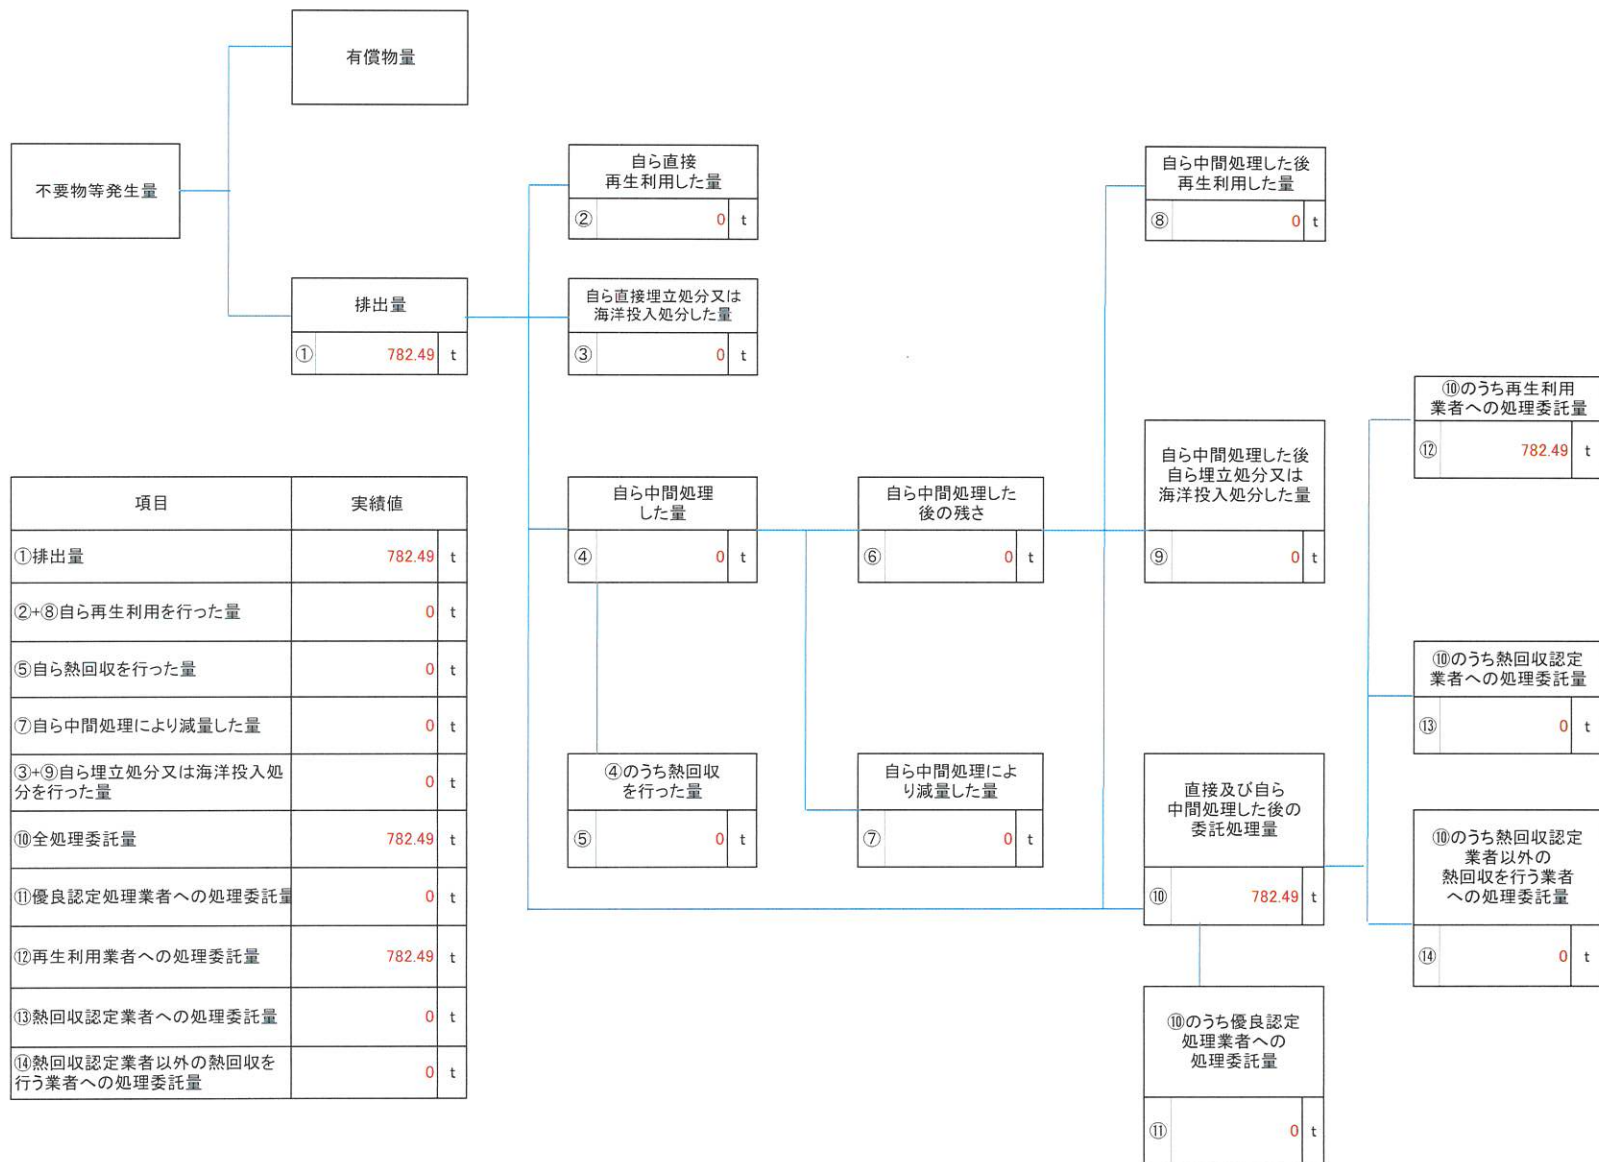 有償物量
不要物等発生量
自ら直接
再生利用した量
② 0 t
自ら中間処理した後
再生利用した量
⑧ 0 t
排出量
① 782.49 t
自ら直接埋立処分又は
海洋投入処分した量
③ 0 t
⑩のうち再生利用
業者への処理委託量
⑫ 782.49 t
自ら中間処理した後
自ら埋立処分又は
海洋投入処分した量
⑨ 0 t
自ら中間処理
した量
④ 0 t
自ら中間処理した
後の残さ
⑥ 0 t
⑩のうち熱回収認定
業者への処理委託量
⑬ 0 t
④のうち熱回収
を行った量
⑤ 0 t
自ら中間処理によ
り減量した量
⑦ 0 t
直接及び自ら
中間処理した後の
委託処理量
⑩ 782.49 t
⑩のうち熱回収認定
業者以外の
熱回収を行う業者
への処理委託量
⑭ 0 t
⑩のうち優良認定
処理業者への
処理委託量
⑪ 0 t
項目 実績値
①排出量 782.49 t
②+⑧自ら再生利用を行った量 0 t
⑤自ら熱回収を行った量 0 t
⑦自ら中間処理により減量した量 0 t
③+⑨自ら埋立処分又は海洋投入処
分を行った量 0 t
⑩全処理委託量 782.49 t
⑪優良認定処理業者への処理委託量 0 t
⑫再生利用業者への処理委託量 782.49 t
⑬熱回収認定業者への処理委託量 0 t
⑭熱回収認定業者以外の熱回収を
行う業者への処理委託量 0 t